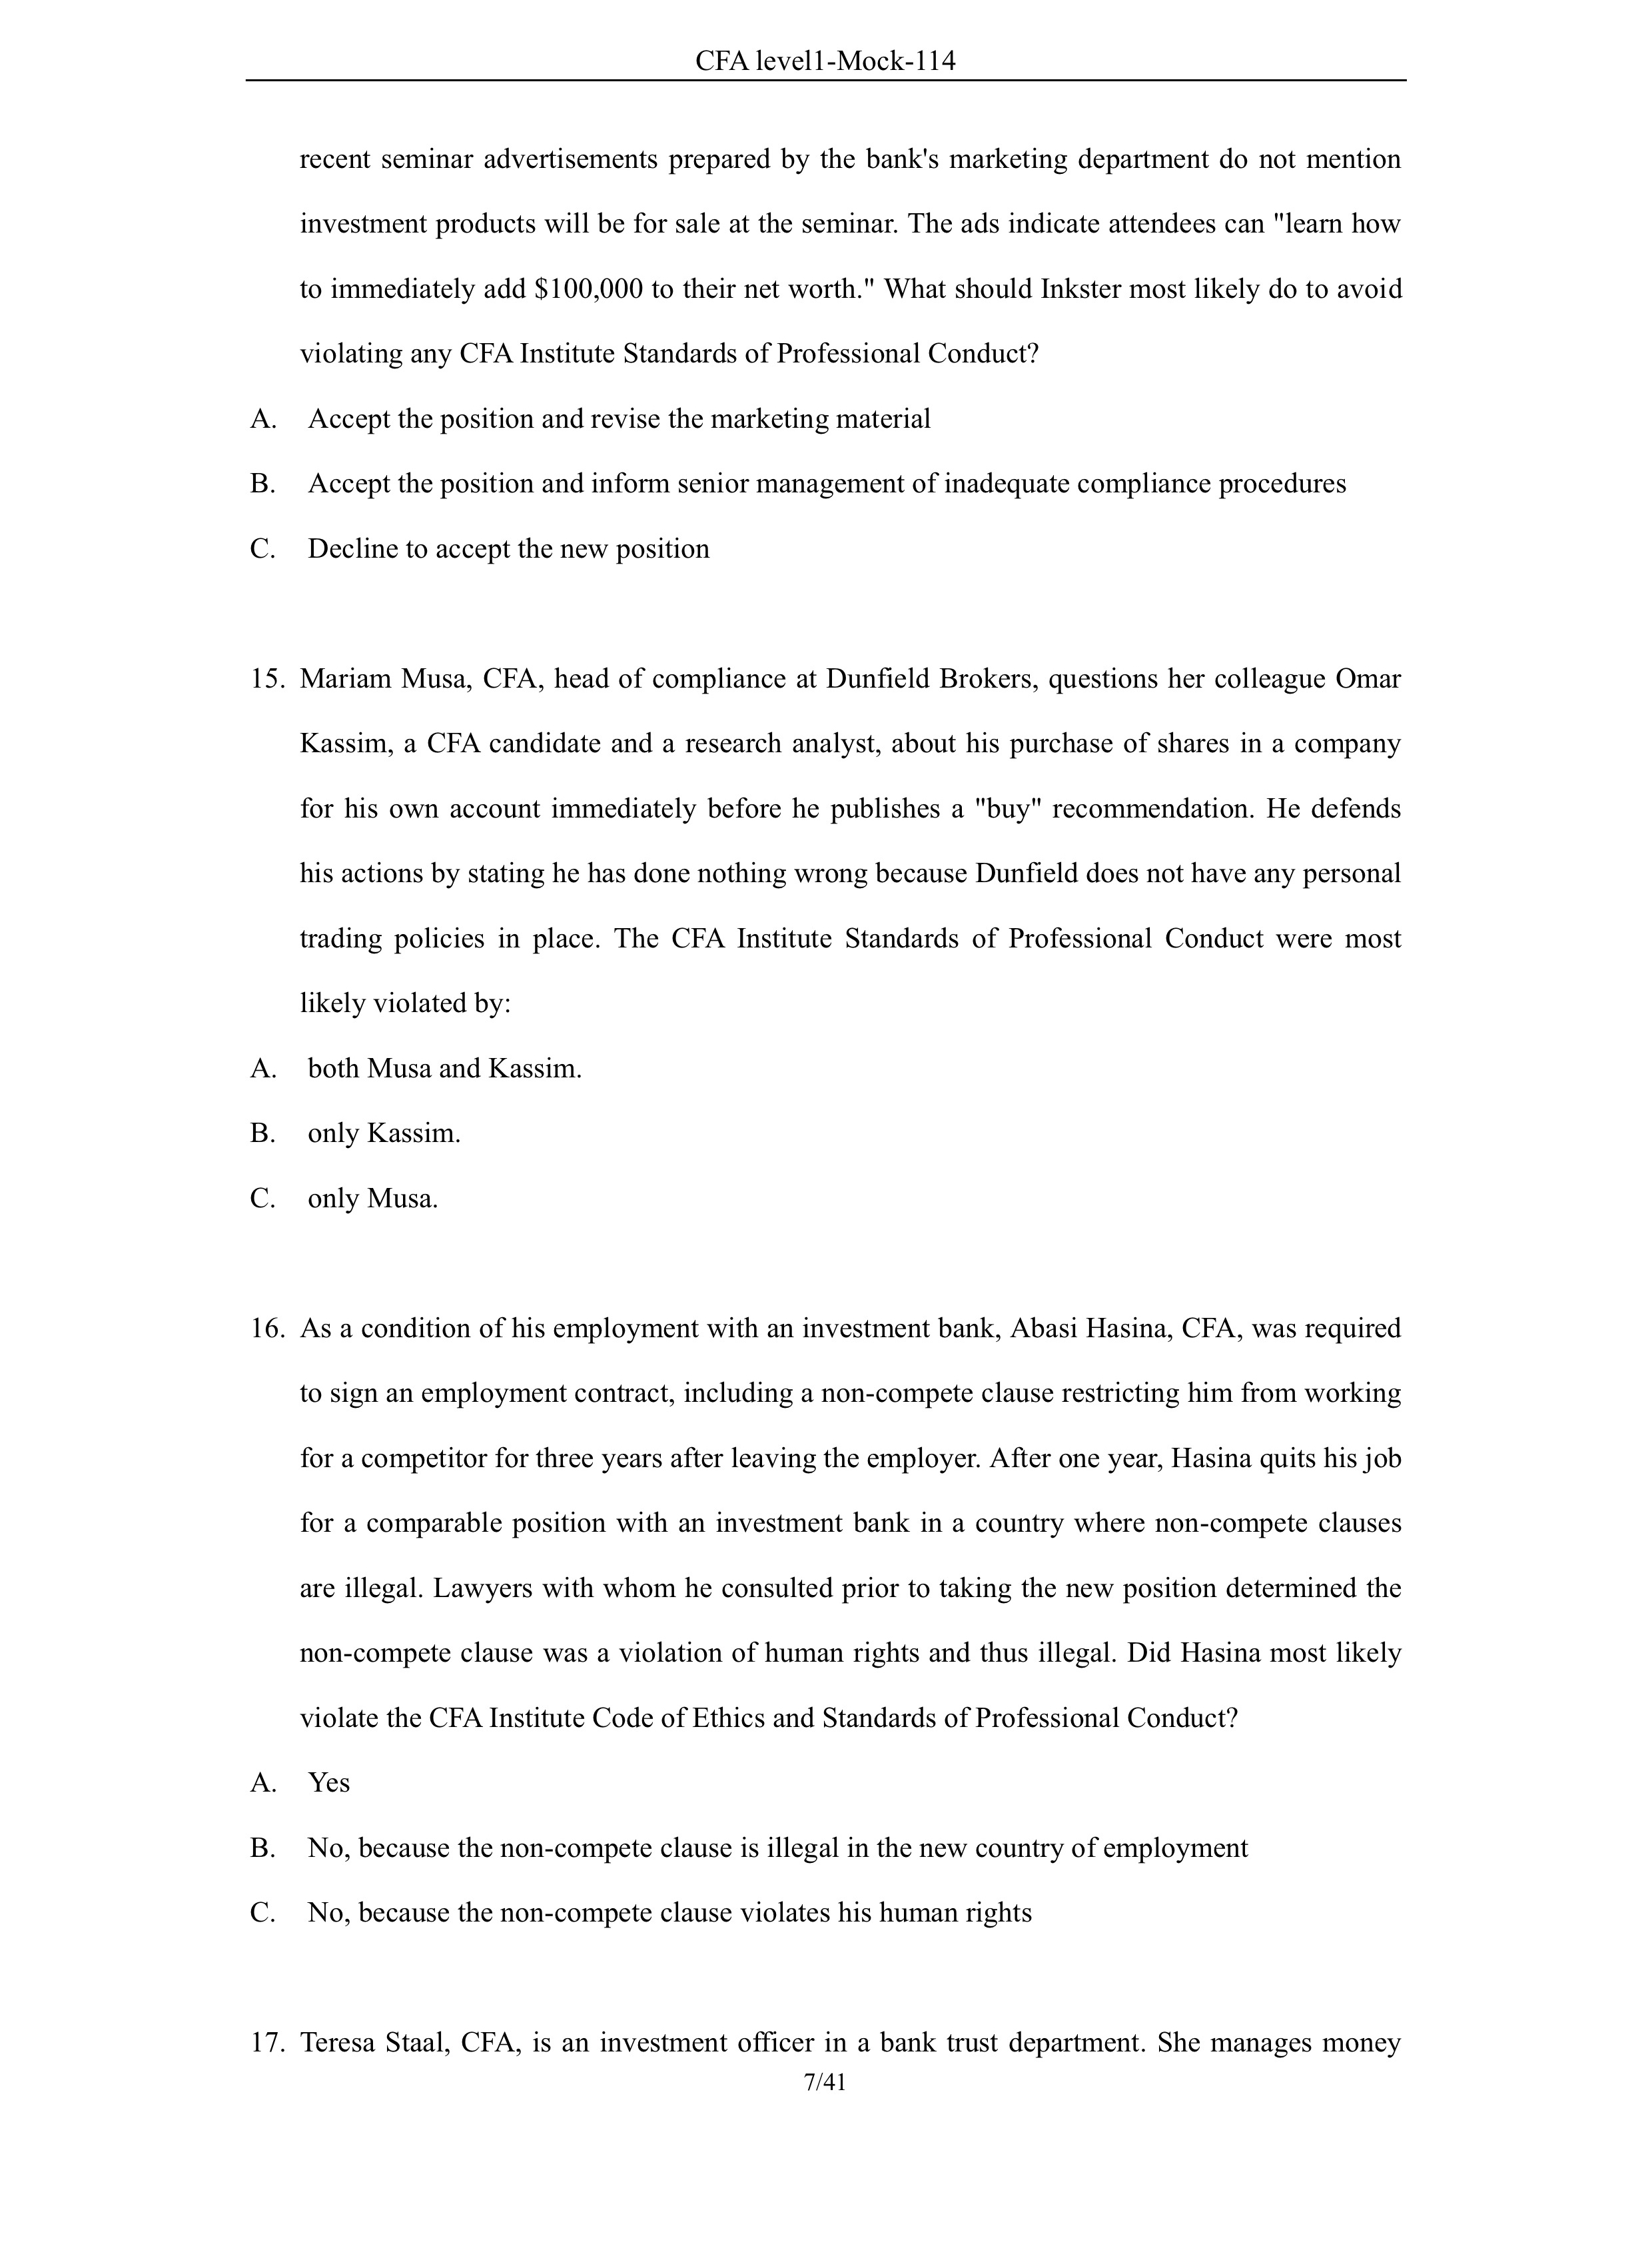 CFA level1-Mock-114
recent seminar advertisements prepared by the bank's marketing department do not mention
investment products will be for sale at the seminar. The ads indicate attendees can "learn how
to immediately add $100,000 to their net worth." What should Inkster most likely do to avoid
violating any CFA Institute Standards of Professional Conduct?
A. Accept the position and revise the marketing material
B. Accept the position and inform senior management of inadequate compliance procedures
C. Decline to accept the new position
15. Mariam Musa, CFA, head of compliance at Dunfield Brokers, questions her colleague Omar
Kassim, a CFA candidate and a research analyst, about his purchase of shares in a company
for his own account immediately before he publishes a "buy" recommendation. He defends
his actions by stating he has done nothing wrong because Dunfield does not have any personal
trading policies in place. The CFA Institute Standards of Professional Conduct were most
likely violated by:
A. both Musa and Kassim.
B. only Kassim.
C. only Musa.
16. As a condition of his employment with an investment bank, Abasi Hasina, CFA, was required
to sign an employment contract, including a non-compete clause restricting him from working
for a competitor for three years after leaving the employer. After one year, Hasina quits his job
for a comparable position with an investment bank in a country where non-compete clauses
are illegal. Lawyers with whom he consulted prior to taking the new position determined the
non-compete clause was a violation of human rights and thus illegal. Did Hasina most likely
violate the CFA Institute Code of Ethics and Standards of Professional Conduct?
A. Yes
B. No, because the non-compete clause is illegal in the new country of employment
C. No, because the non-compete clause violates his human rights
17. Teresa Staal, CFA, is an investment officer in a bank trust department. She manages money
7/41